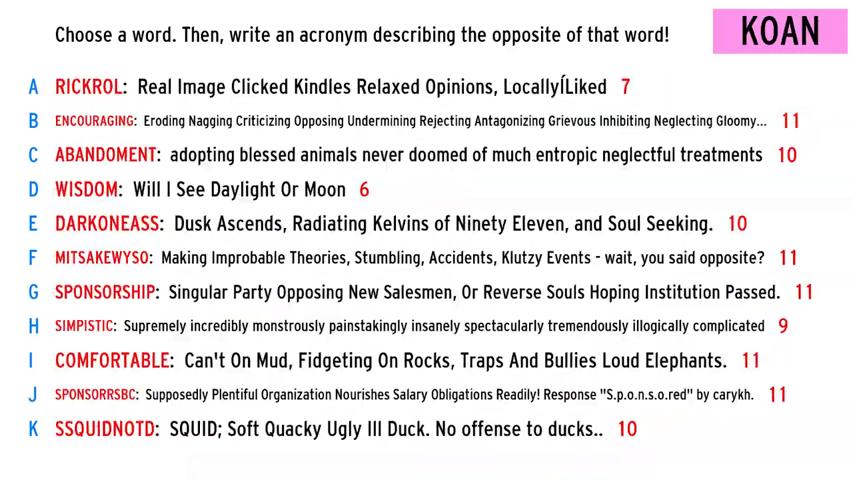 Choose a word. Then, write an acronym describing the opposite of that word!
KOAN
A RICKROL: Real Image Clicked Kindles Relaxed Opinions, LocallyÍLiked 7
B ENCOURAGING: Eroding Nagging Criticizing Opposing Undermining Rejecting Antagonizing Grievous Inhibiting Neglecting Gloomy... 11
C ABANDOMENT: adopting blessed animals never doomed of much entropic neglectful treatments 10
D WISDOM: Will I See Daylight Or Moon 6
E DARKONEASS: Dusk Ascends, Radiating Kelvins of Ninety Eleven, and Soul Seeking. 10
F MITSAKEWYSO: Making Improbable Theories, Stumbling, Accidents, Klutzy Events - wait, you said opposite? 11
G SPONSORSHIP: Singular Party Opposing New Salesmen, Or Reverse Souls Hoping Institution Passed. 11
H SIMPISTIC: Supremely incredibly monstrously painstakingly insanely spectacularly tremendously illogically complicated 9
I COMFORTABLE: Can't On Mud, Fidgeting On Rocks, Traps And Bullies Loud Elephants. 11
J SPONSORRSBC: Supposedly Plentiful Organization Nourishes Salary Obligations Readily! Response "S.p.o.n.s.o.red" by carykh. 11
K SSQUIDNOTD: SQUID; Soft Quacky Ugly Ill Duck. No offense to ducks.. 10